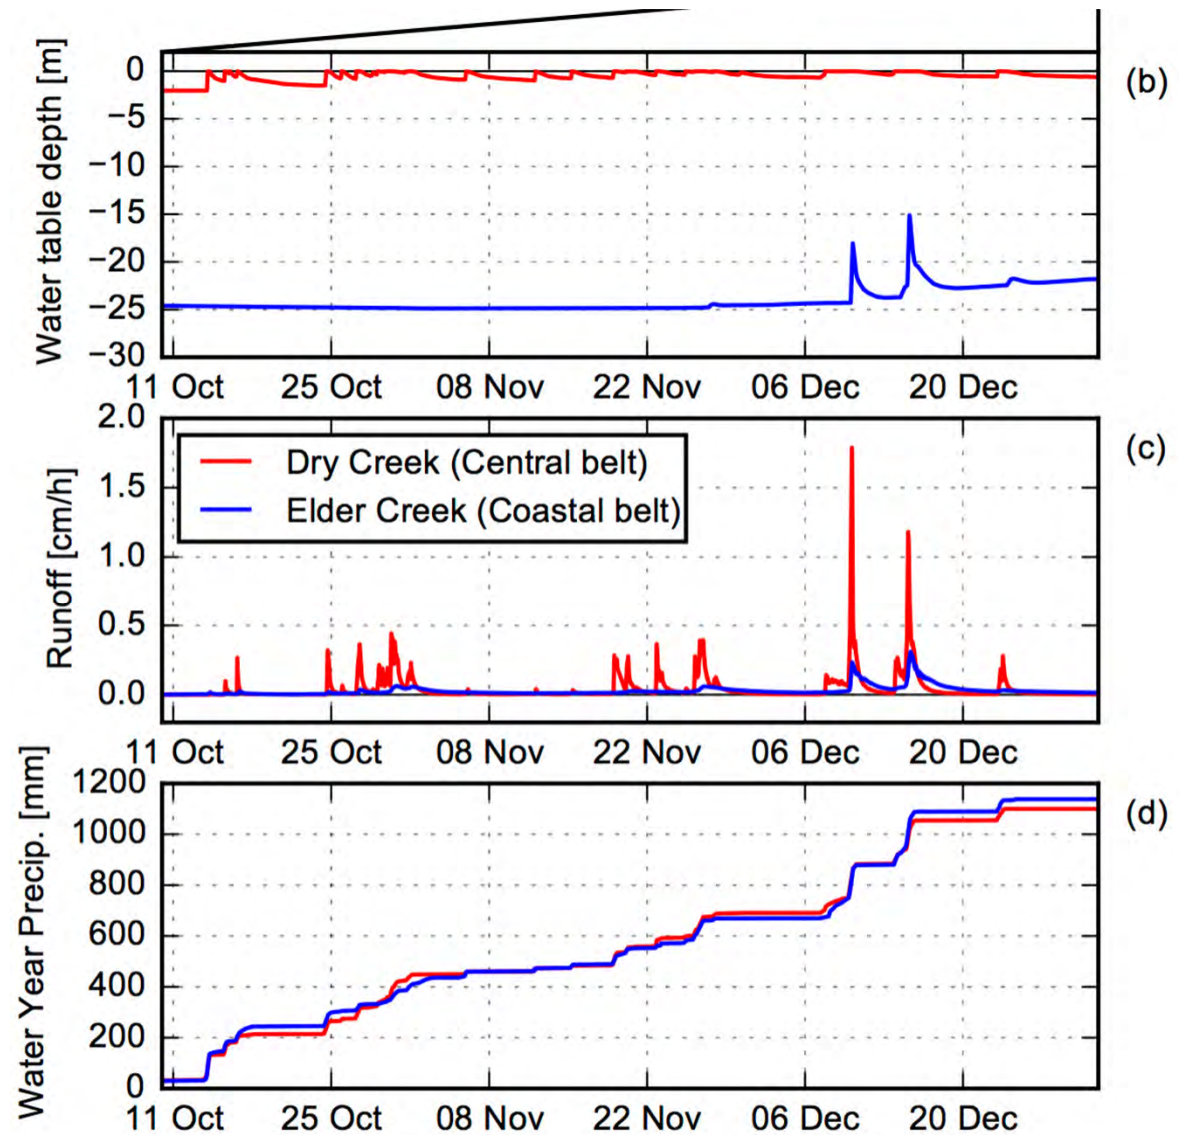 Water table depth [m]
0
−5
−10
−15
−20
−25
−30
11 Oct 25 Oct 08 Nov 22 Nov 06 Dec 20 Dec
(b)
Runoff [cm/h]
2.0
1.5
1.0
0.5
0.0
Dry Creek (Central belt)
Elder Creek (Coastal belt)
11 Oct 25 Oct 08 Nov 22 Nov 06 Dec 20 Dec
(c)
Water Year Precip. [mm]
1200
1000
800
600
400
200
0
11 Oct 25 Oct 08 Nov 22 Nov 06 Dec 20 Dec
(d)